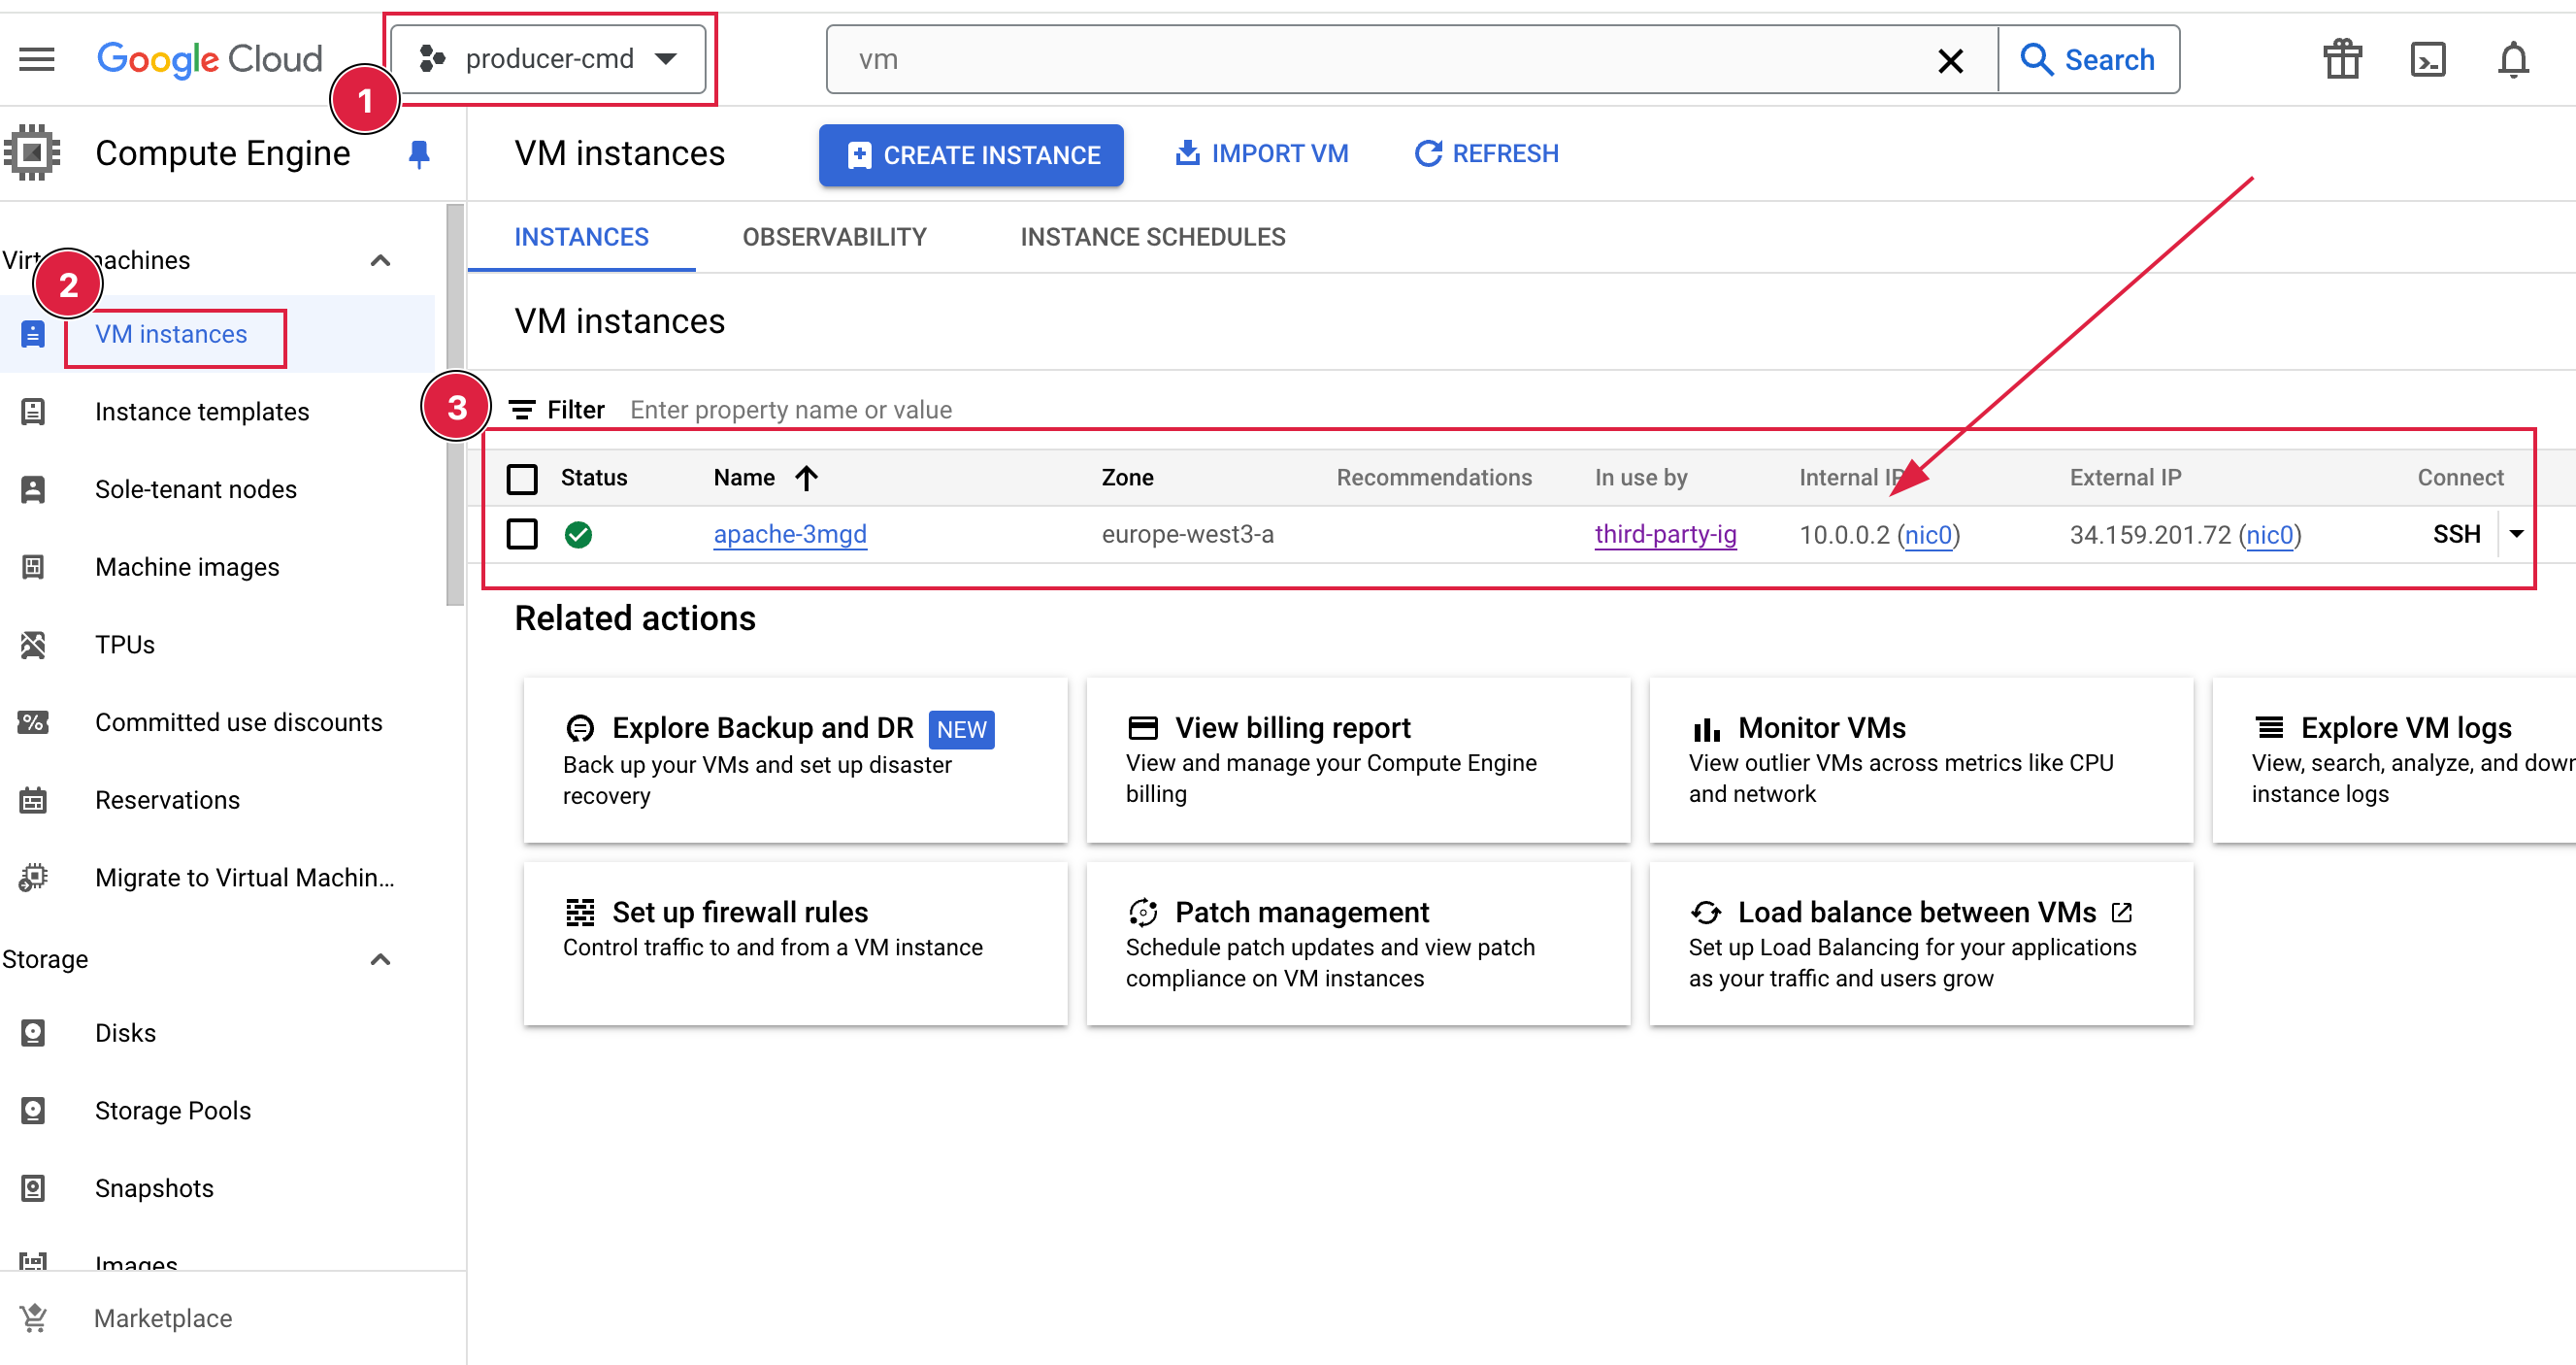 Google Cloud
producer-cmd
vm
Search
1
Compute Engine
VM instances
CREATE INSTANCE
IMPORT VM
REFRESH
INSTANCES
OBSERVABILITY
INSTANCE SCHEDULES
2
VM instances
Instance templates
Sole-tenant nodes
Machine images
TPUs
Committed use discounts
Reservations
Migrate to Virtual Machin...
Storage
Disks
Storage Pools
Snapshots
Images
Marketplace
VM instances
3
Filter Enter property name or value
Status Name Zone Recommendations In use by Internal IP External IP Connect
apache-3mgd europe-west3-a third-party-ig 10.0.0.2 (nic0) 34.159.201.72 (nic0) SSH
Related actions
Explore Backup and DR NEW
Back up your VMs and set up disaster
recovery
View billing report
View and manage your Compute Engine
billing
Monitor VMs
View outlier VMs across metrics like CPU
and network
Explore VM logs
View, search, analyze, and down
instance logs
Set up firewall rules
Control traffic to and from a VM instance
Patch management
Schedule patch updates and view patch
compliance on VM instances
Load balance between VMs
Set up Load Balancing for your applications
as your traffic and users grow